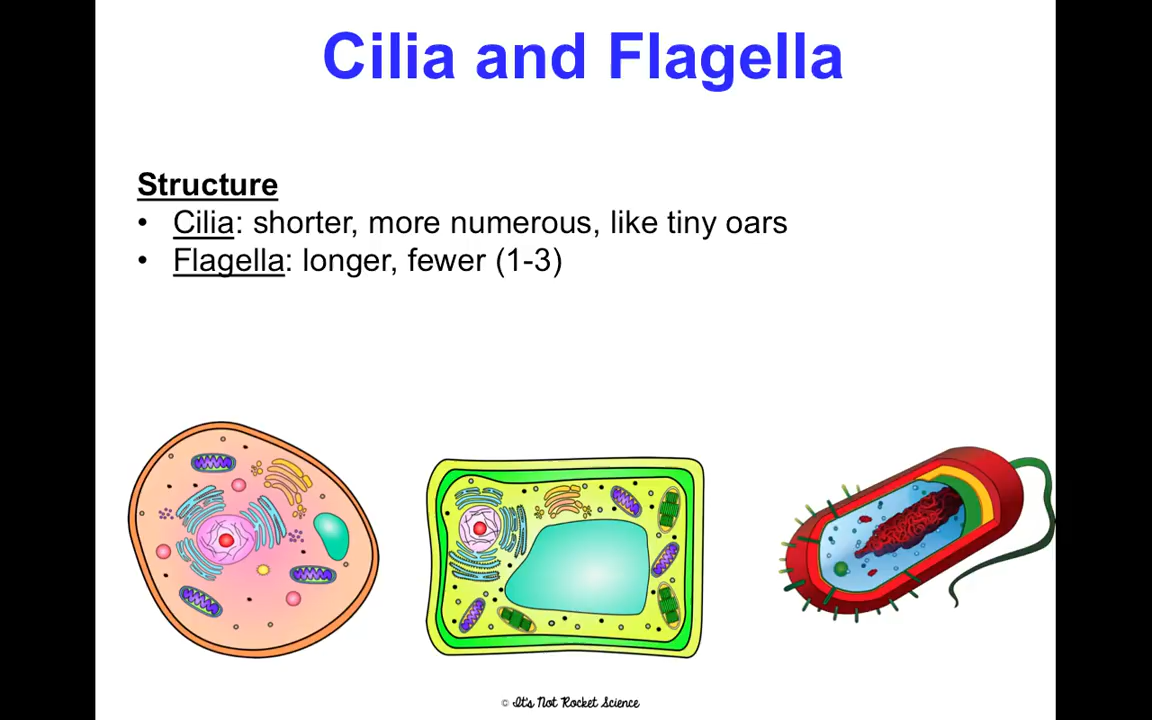 Cilia and Flagella
Structure
• Cilia: shorter, more numerous, like tiny oars
• Flagella: longer, fewer (1-3)
© It's Not Rocket Science